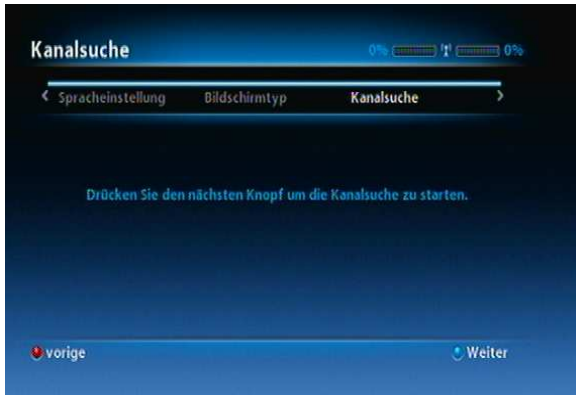 Kanalsuche
0% 0%
Spracheinstellung Bildschirmtyp Kanalsuche
Drücken Sie den nächsten Knopf um die Kanalsuche zu starten.
vorige Weiter